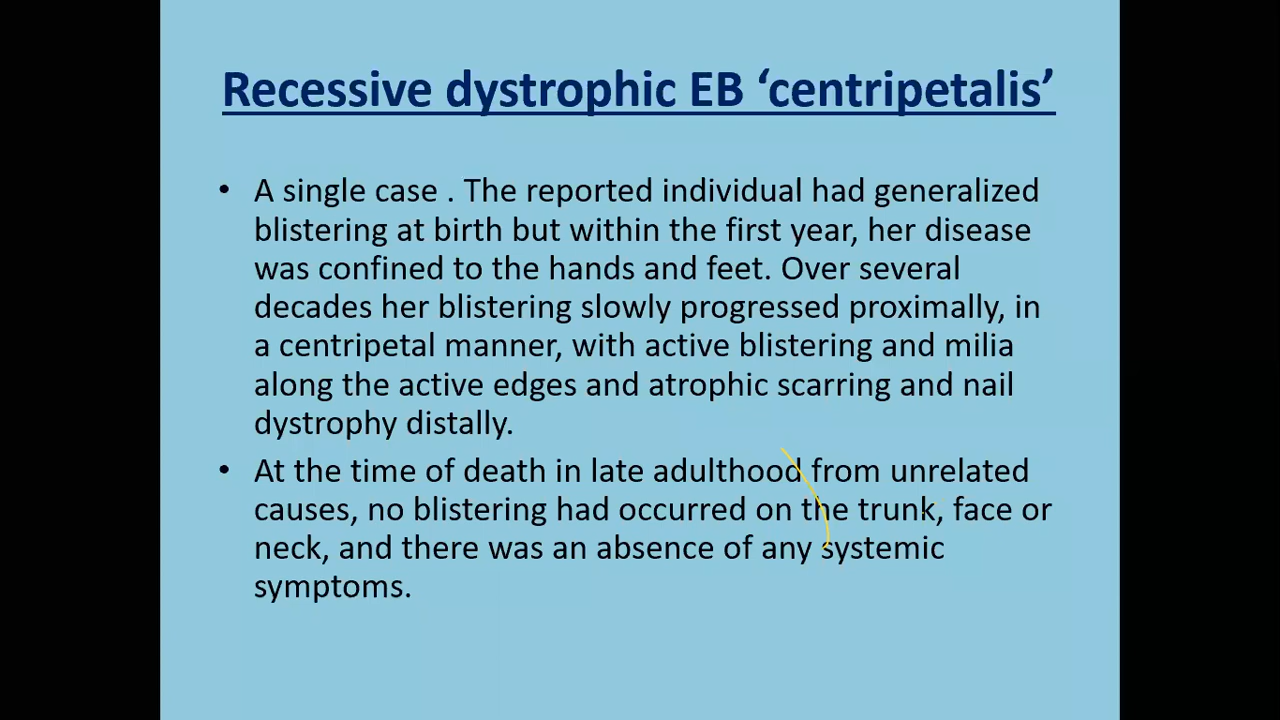 Recessive dystrophic EB ‘centripetalis’
• A single case . The reported individual had generalized
blistering at birth but within the first year, her disease
was confined to the hands and feet. Over several
decades her blistering slowly progressed proximally, in
a centripetal manner, with active blistering and milia
along the active edges and atrophic scarring and nail
dystrophy distally.
• At the time of death in late adulthood from unrelated
causes, no blistering had occurred on the trunk, face or
neck, and there was an absence of any systemic
symptoms.